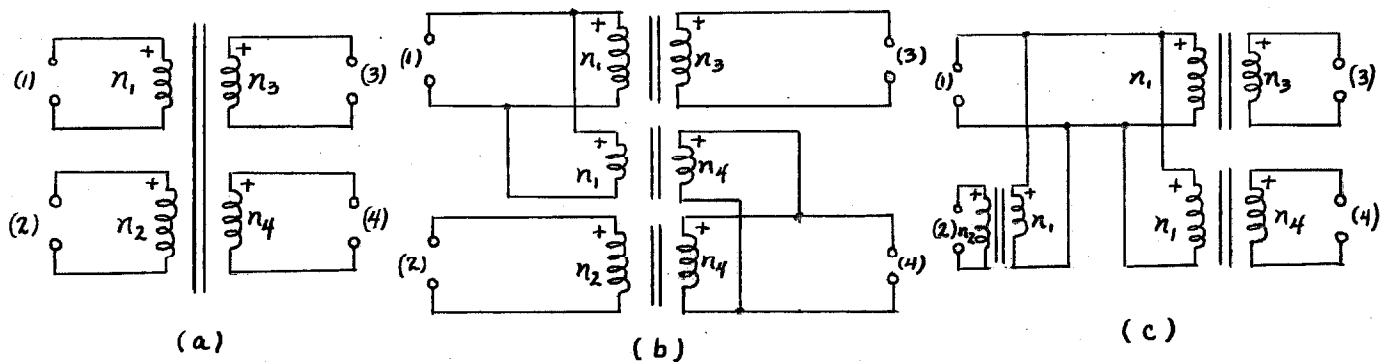 + + + + + +
(1) n₁ n₃ (3) (1) n₁ n₃ (3) (1) n₁ n₃ (3)
+ +
n₁ n₄
+ + + + + + + +
(2) n₂ n₄ (4) (2) n₂ n₄ (4) (2) n₂ n₁ n₁ n₄ (4)
(a) (b) (c)